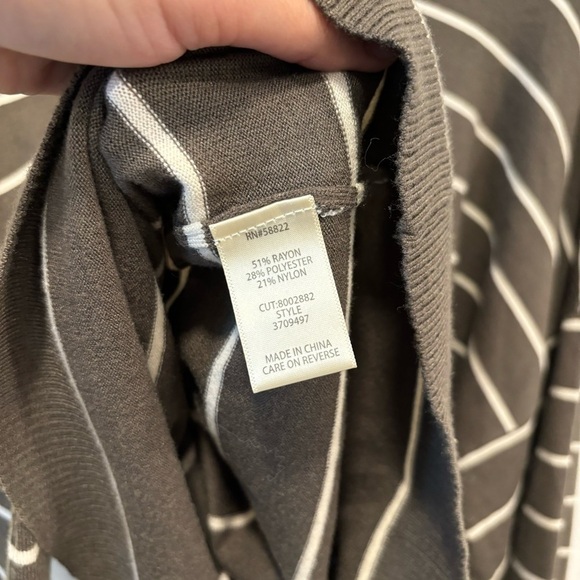 RN#58822
51% RAYON
28% POLYESTER
21% NYLON
CUT:8002882
STYLE
3709497
MADE IN CHINA
CARE ON REVERSE